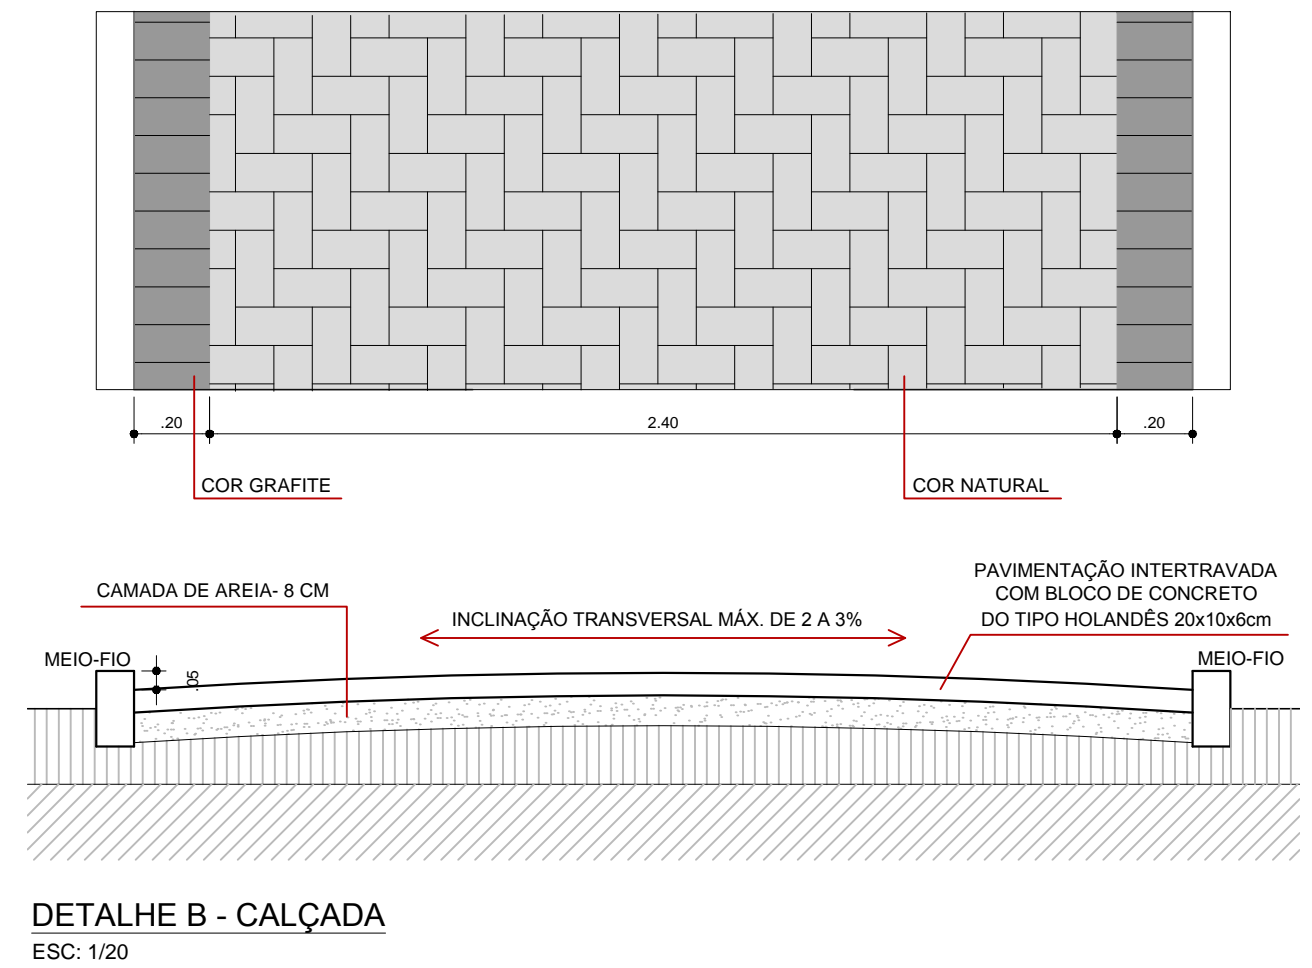 .20
2.40
.20
COR GRAFITE
COR NATURAL
CAMADA DE AREIA- 8 CM
INCLINAÇÃO TRANSVERSAL MÁX. DE 2 A 3%
PAVIMENTAÇÃO INTERTRAVADA
COM BLOCO DE CONCRETO
DO TIPO HOLANDÊS 20x10x6cm
MEIO-FIO
.05
MEIO-FIO
DETALHE B - CALÇADA
ESC: 1/20